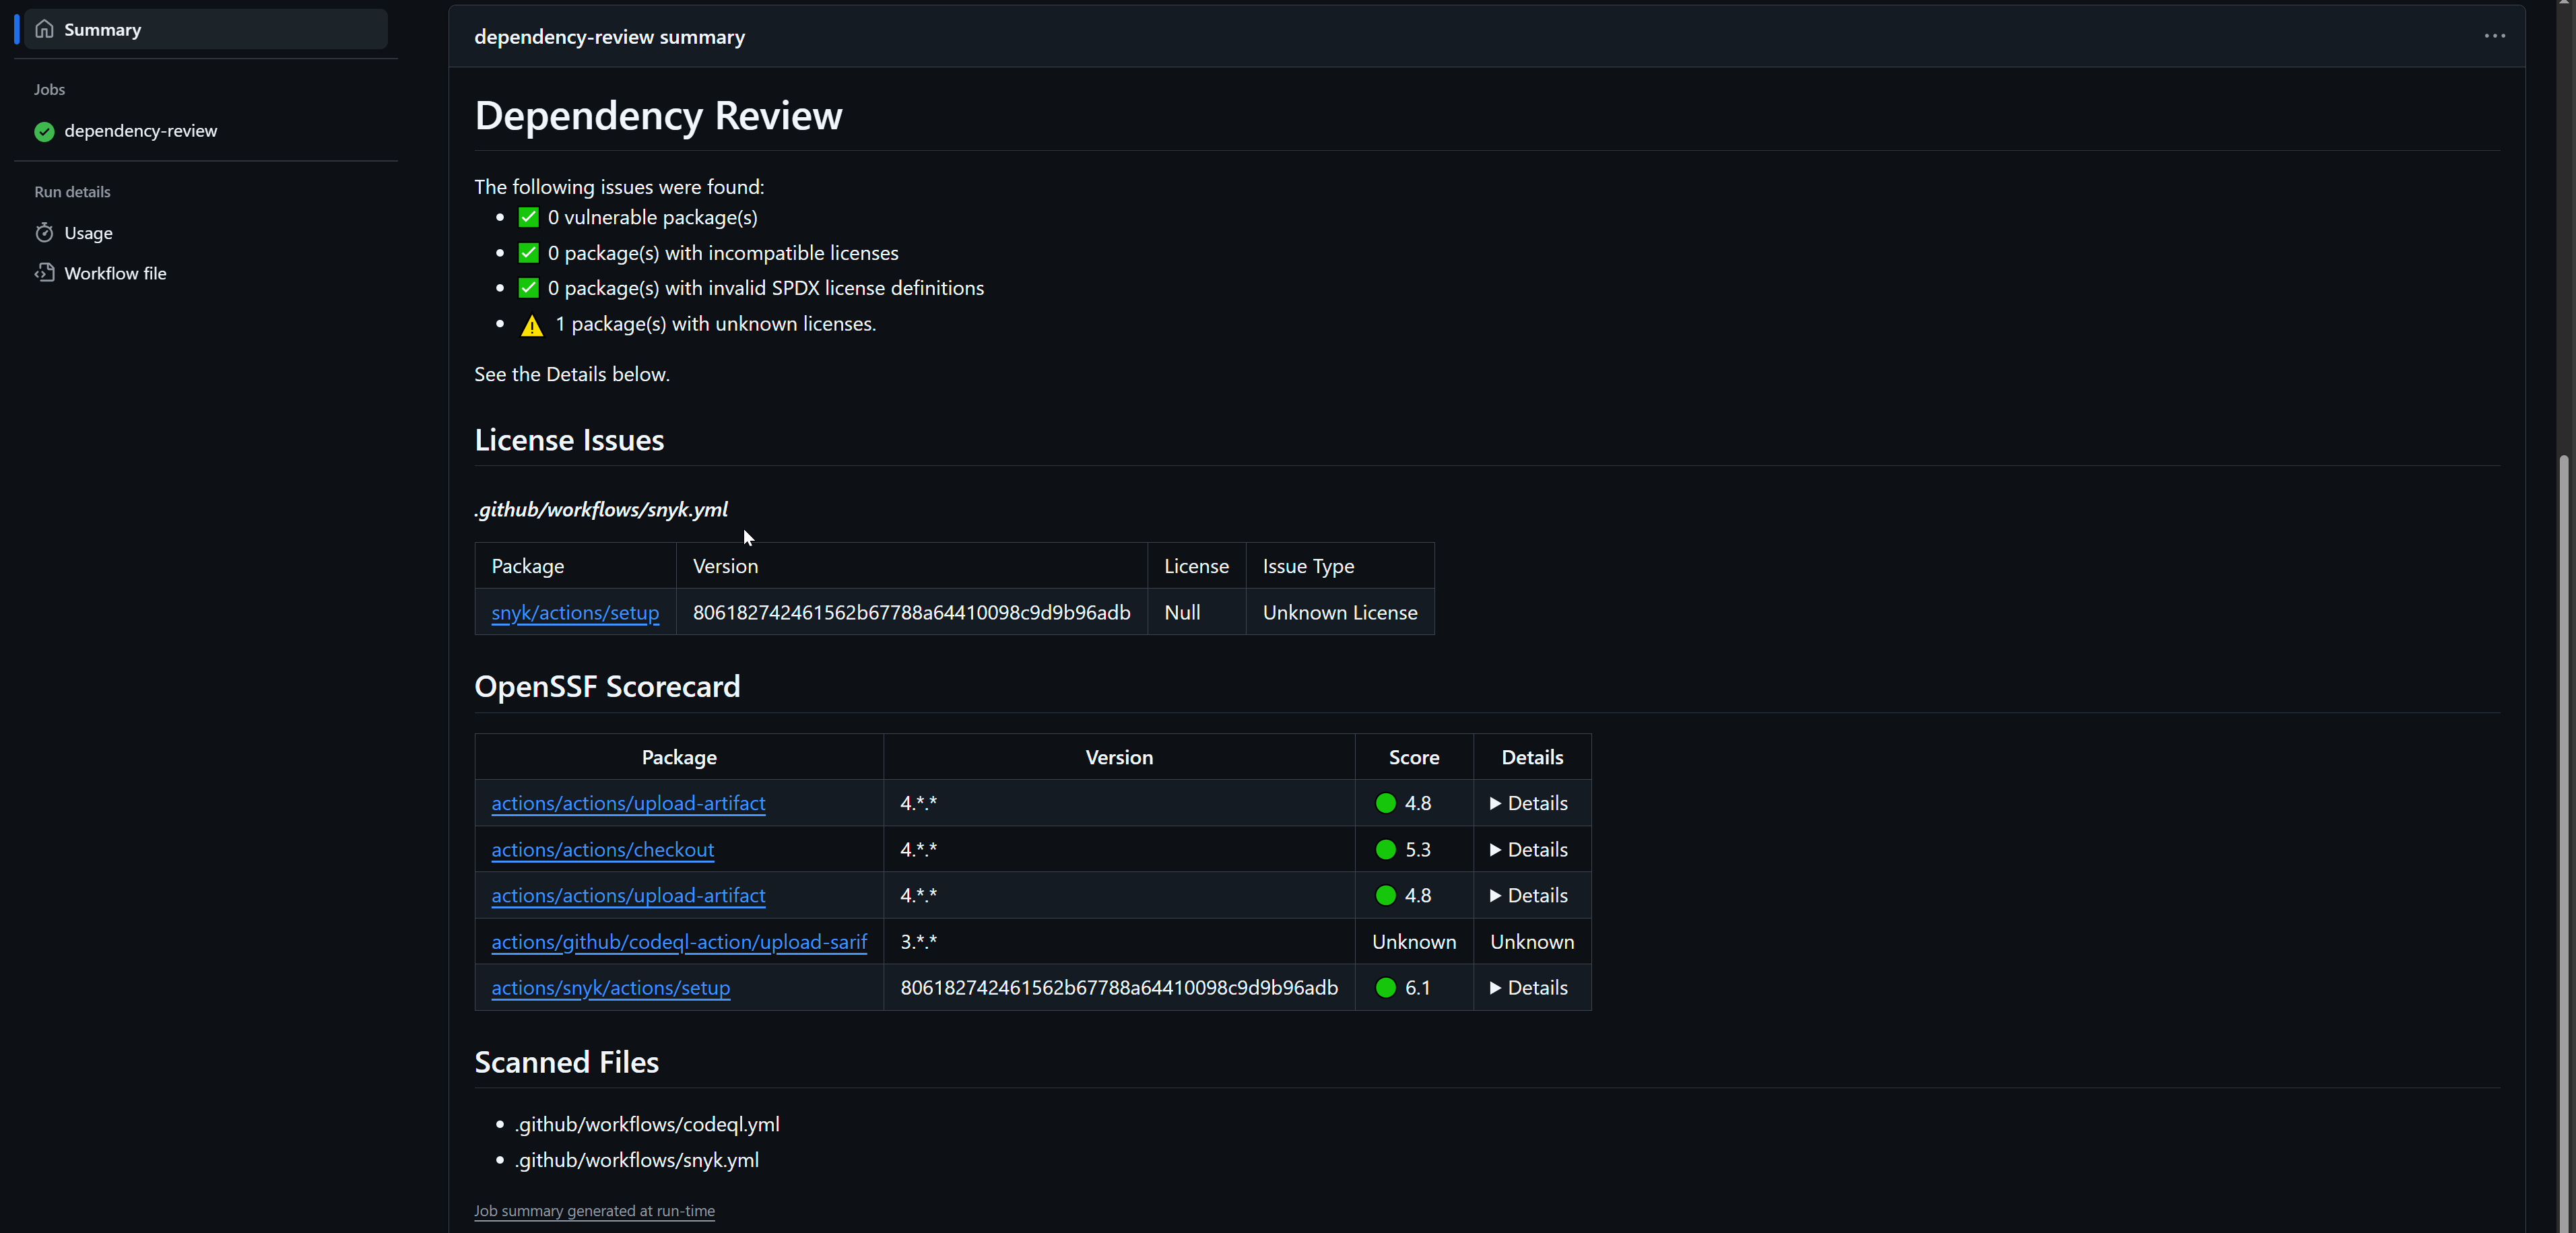 Summary
Jobs
dependency-review
Run details
Usage
Workflow file
dependency-review summary
Dependency Review
The following issues were found:
0 vulnerable package(s)
0 package(s) with incompatible licenses
0 package(s) with invalid SPDX license definitions
1 package(s) with unknown licenses.
See the Details below.
License Issues
.github/workflows/snyk.yml
Package Version License Issue Type
snyk/actions/setup 806182742461562b67788a64410098c9d9b96adb Null Unknown License
OpenSSF Scorecard
Package Version Score Details
actions/actions/upload-artifact 4.*.* 4.8 Details
actions/actions/checkout 4.*.* 5.3 Details
actions/actions/upload-artifact 4.*.* 4.8 Details
actions/github/codeql-action/upload-sarif 3.*.* Unknown Unknown
actions/snyk/actions/setup 806182742461562b67788a64410098c9d9b96adb 6.1 Details
Scanned Files
.github/workflows/codeql.yml
.github/workflows/snyk.yml
Job summary generated at run-time